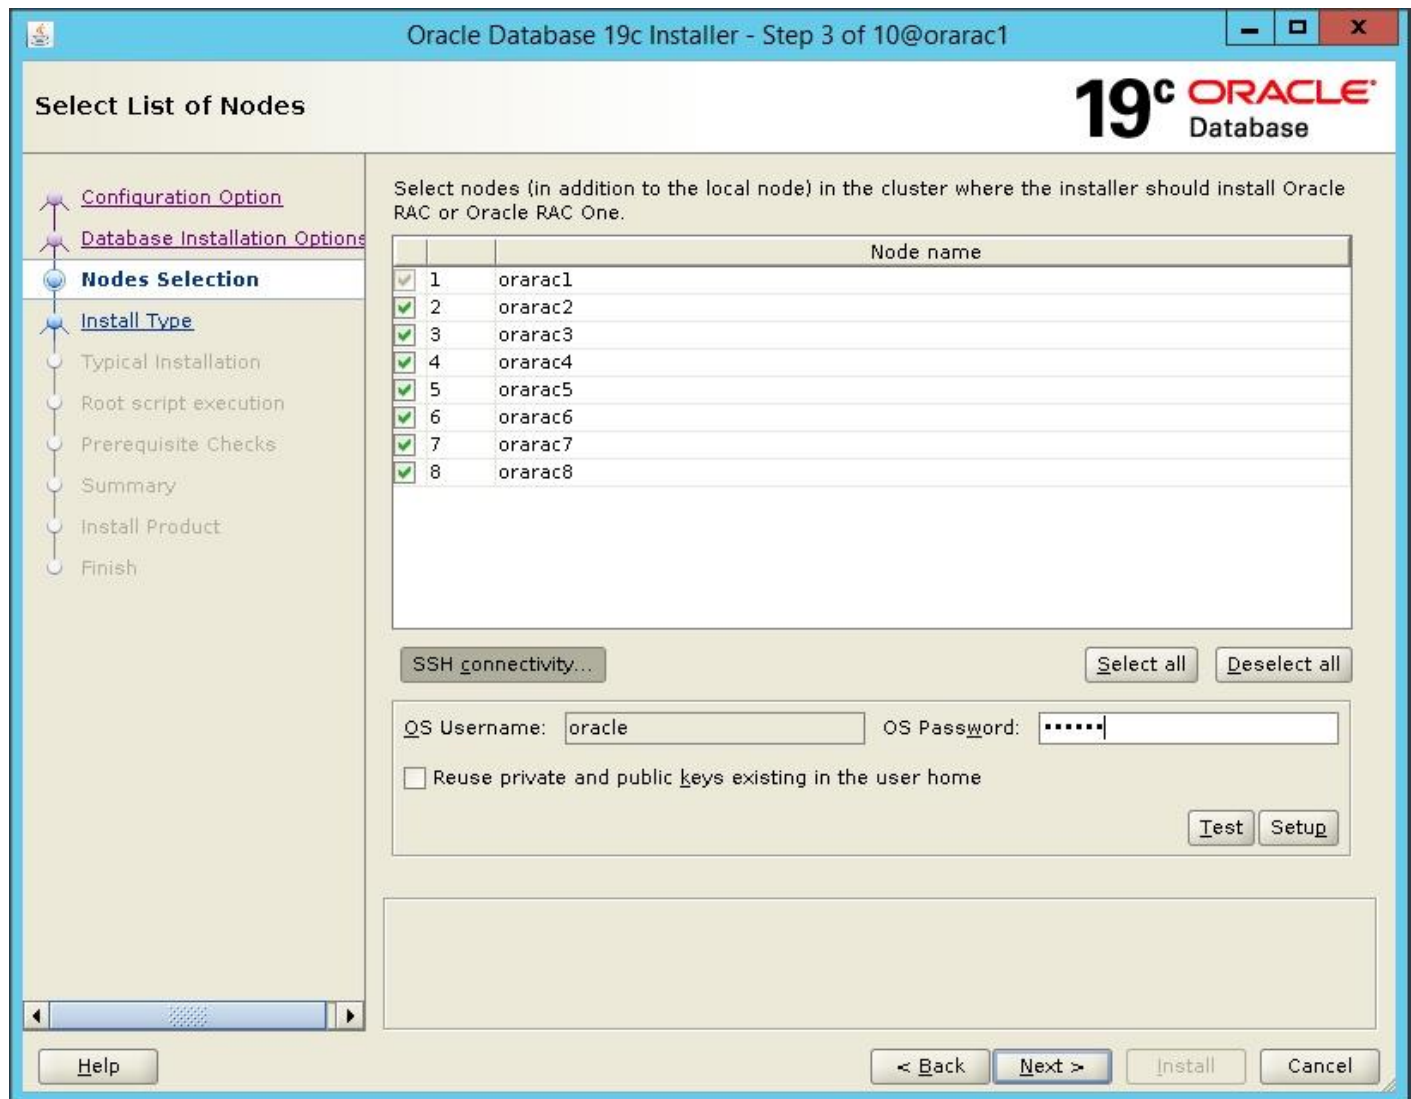 Oracle Database 19c Installer - Step 3 of 10@orarac1
Select List of Nodes
19c ORACLE
Database
Configuration Option
Database Installation Options
Nodes Selection
Install Type
Typical Installation
Root script execution
Prerequisite Checks
Summary
Install Product
Finish
Select nodes (in addition to the local node) in the cluster where the installer should install Oracle
RAC or Oracle RAC One.
Node name
1 orarac1
2 orarac2
3 orarac3
4 orarac4
5 orarac5
6 orarac6
7 orarac7
8 orarac8
SSH connectivity... Select all Deselect all
OS Username: oracle OS Password: ••••••
Reuse private and public keys existing in the user home
Test Setup
Help < Back Next > Install Cancel